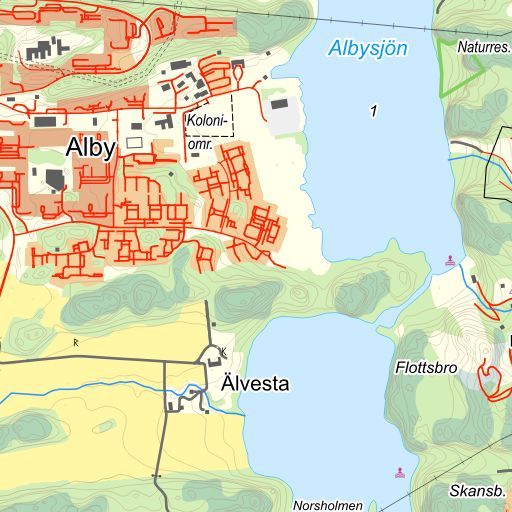 Albysjön
Naturres.
1
Koloni-
omr.
Alby
R
Flottsbro
Älvesta
Skansb.
Norsholmen